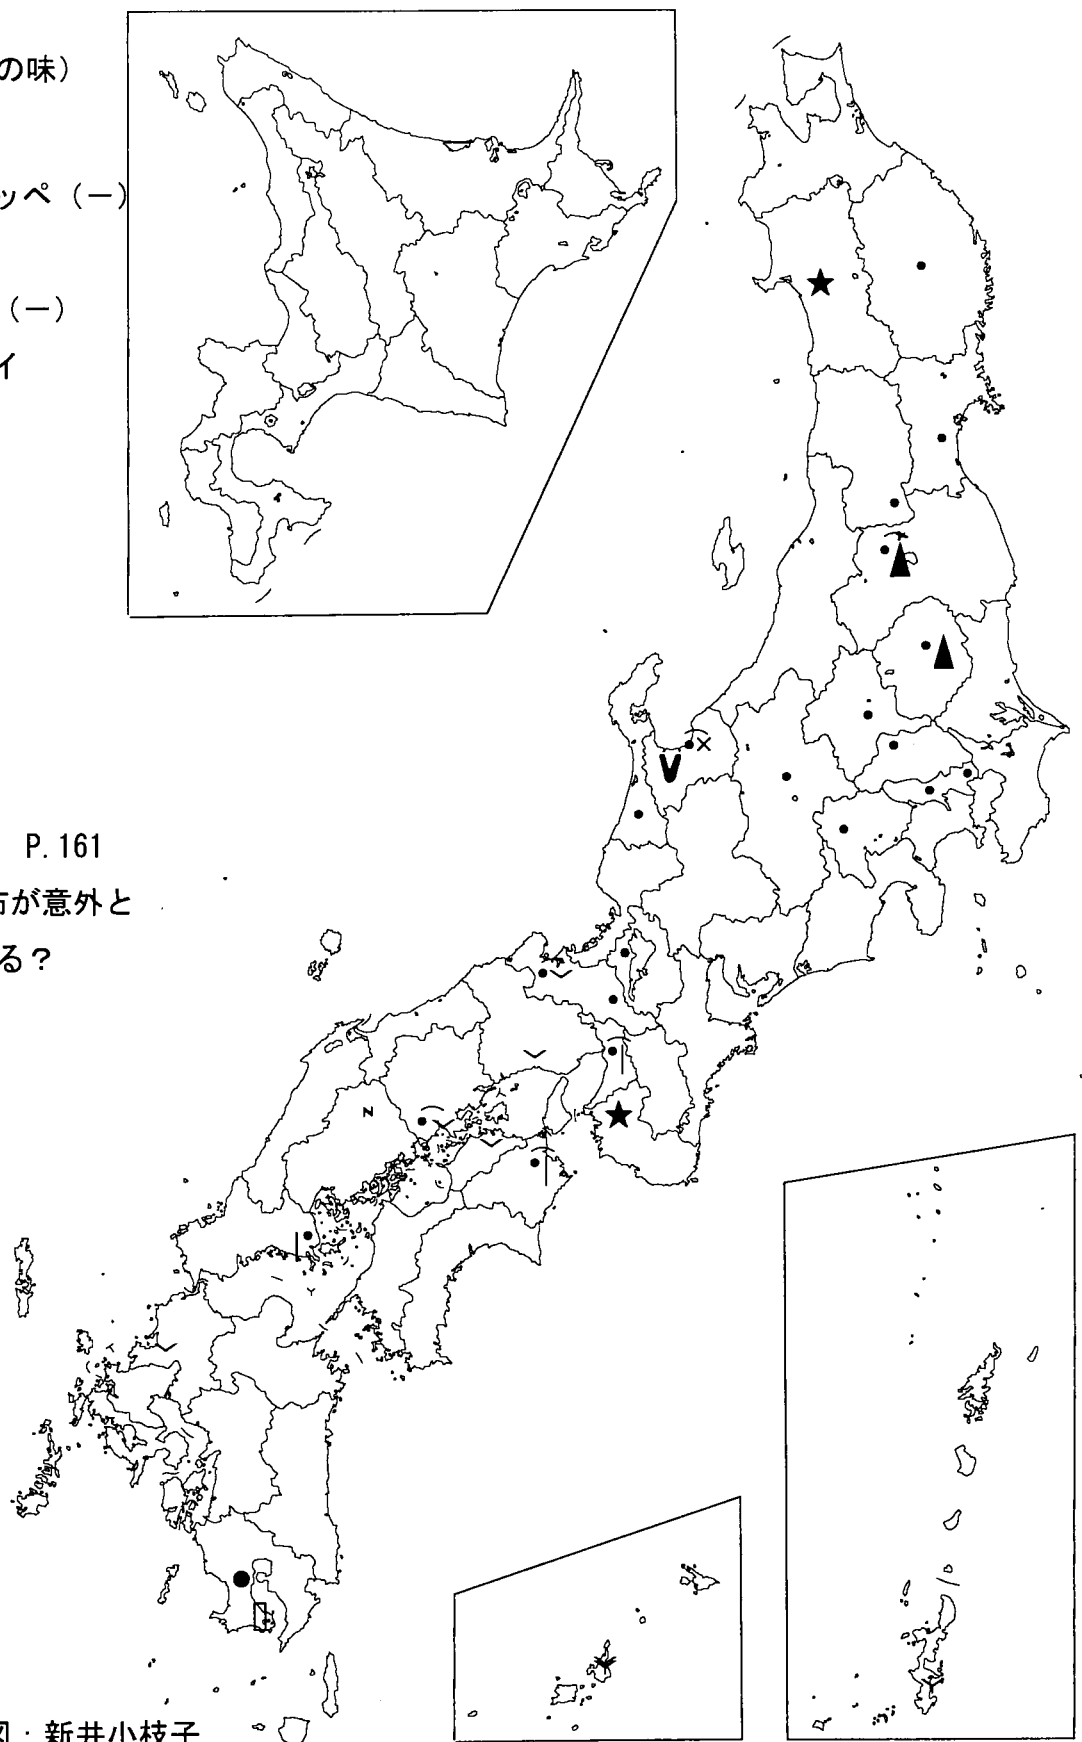 の味）
ッペ（ー）
（ー）
イ
P.161
方が意外と
る？
図：新井小枝子